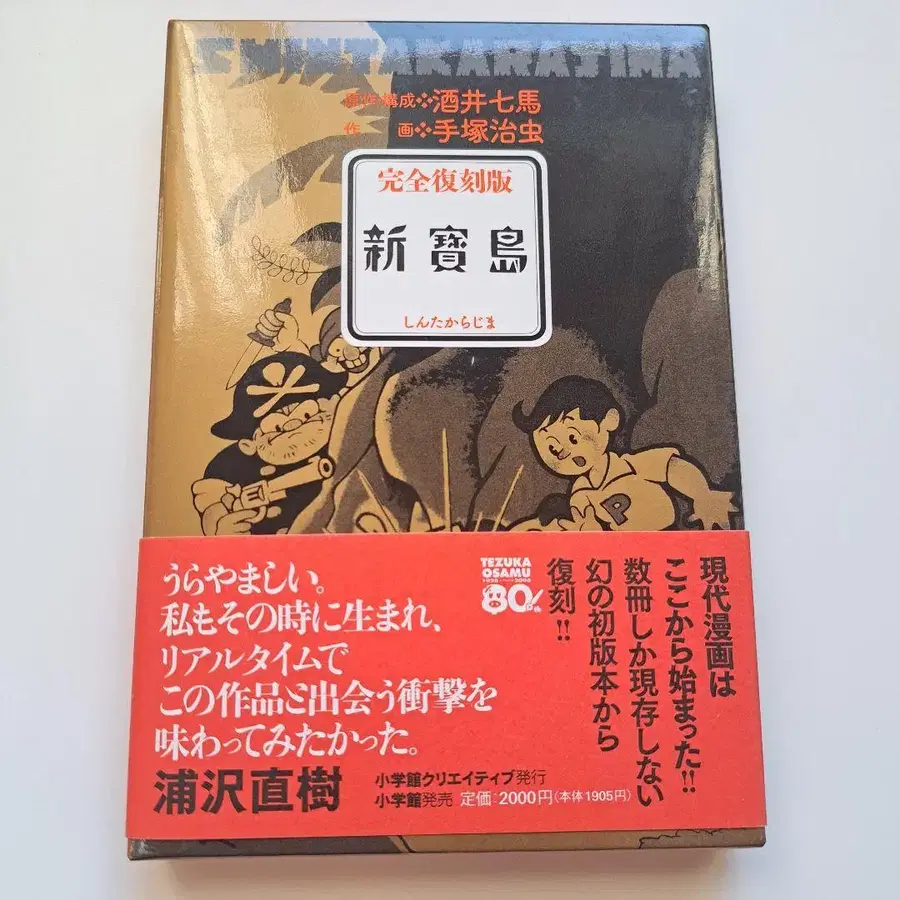 SHINTAKARAJIMA
原作・構成❖酒井七馬
作　画❖手塚治虫
完全復刻版
新寶島
しんたからじま
P
現代漫画は
ここから始まった!!
数冊しか現存しない
幻の初版本から
復刻!!
TEZUKA
OSAMU
80th
うらやましい。
私もその時に生まれ、
リアルタイムで
この作品と出会う衝撃を
味わってみたかった。
浦沢直樹
小学館クリエイティブ発行
小学館発売 定価:2000円(本体1905円)